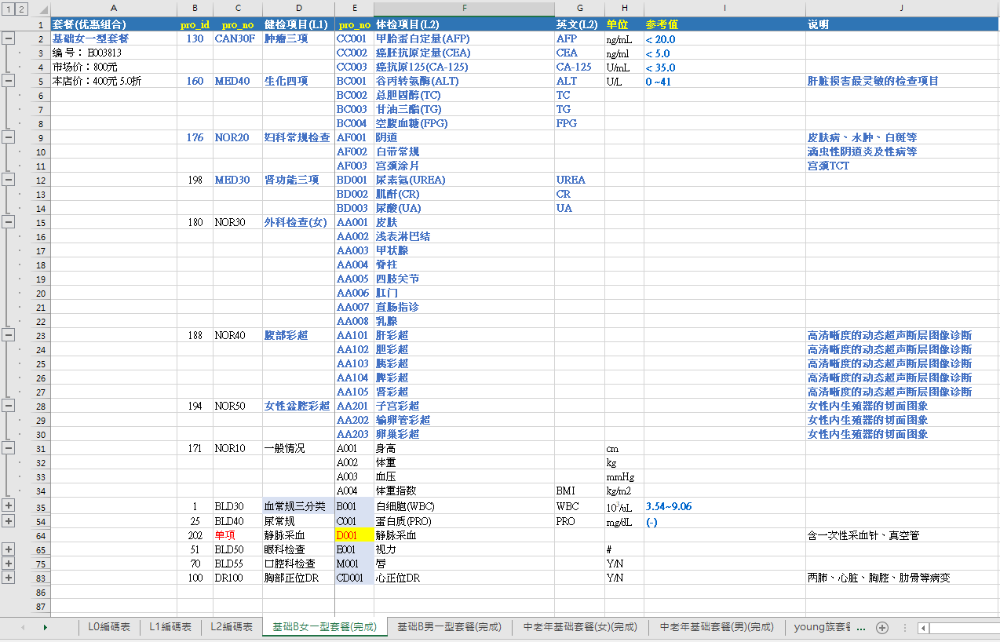 1 2 A B C D E F G H I J
1 套餐(优惠组合) pro_id pro_no 健检项目(L1) pro_no 体检项目(L2) 英文(L2) 单位 参考值 说明
2 基础女一型套餐 130 CAN30F 肿瘤三项 CC001 甲胎蛋白定量(AFP) AFP ng/mL < 20.0
3 编 号： E003813 CC002 癌胚抗原定量(CEA) CEA ng/ml < 5.0
4 市场价：800元 CC003 癌抗原125(CA-125) CA-125 U/mL < 35.0
5 本店价：400元 5.0折 160 MED40 生化四項 BC001 谷丙转氨酶(ALT) ALT U/L 0 ~41 肝脏损害最灵敏的检查项目
6 BC002 总胆固醇(TC) TC
7 BC003 甘油三酯(TG) TG
8 BC004 空腹血糖(FPG) FPG
9 176 NOR20 妇科常规检查 AF001 阴道 皮肤病、水肿、白斑等
10 AF002 白带常规 滴虫性阴道炎及性病等
11 AF003 宫颈涂片 宫颈TCT
12 198 MED30 肾功能三项 BD001 尿素氮(UREA) UREA
13 BD002 肌酐(CR) CR
14 BD003 尿酸(UA) UA
15 180 NOR30 外科检查(女) AA001 皮肤
16 AA002 浅表淋巴结
17 AA003 甲状腺
18 AA004 脊柱
19 AA005 四肢关节
20 AA006 肛门
21 AA007 直肠指诊
22 AA008 乳腺
23 188 NOR40 腹部彩超 AA101 肝彩超 高清晰度的动态超声断层图像诊断
24 AA102 胆彩超 高清晰度的动态超声断层图像诊断
25 AA103 胰彩超 高清晰度的动态超声断层图像诊断
26 AA104 脾彩超 高清晰度的动态超声断层图像诊断
27 AA105 肾彩超 高清晰度的动态超声断层图像诊断
28 194 NOR50 女性盆腔彩超 AA201 子宫彩超 女性内生殖器的切面图象
29 AA202 输卵管彩超 女性内生殖器的切面图象
30 AA203 卵巢彩超 女性内生殖器的切面图象
31 171 NOR10 一般情况 A001 身高 cm
32 A002 体重 kg
33 A003 血压 mmHg
34 A004 体重指数 BMI kg/m2
35 1 BLD30 血常规三分类 B001 白细胞(WBC) WBC 10³/uL 3.54~9.06
54 25 BLD40 尿常规 C001 蛋白质(PRO) PRO mg/dL (-)
64 202 单项 静脉采血 D001 静脉采血 含一次性采血针、真空管
65 51 BLD50 眼科检查 E001 视力 #
75 70 BLD55 口腔科检查 M001 唇 Y/N
83 100 DR100 胸部正位DR CD001 心正位DR Y/N 两肺、心脏、胸腔、肋骨等病变
86
87
L0編碼表 L1編碼表 L2編碼表 基础B女一型套餐(完成) 基础B男一型套餐(完成) 中老年基础套餐(女)(完成) 中老年基础套餐(男)(完成) young族套餐 ...